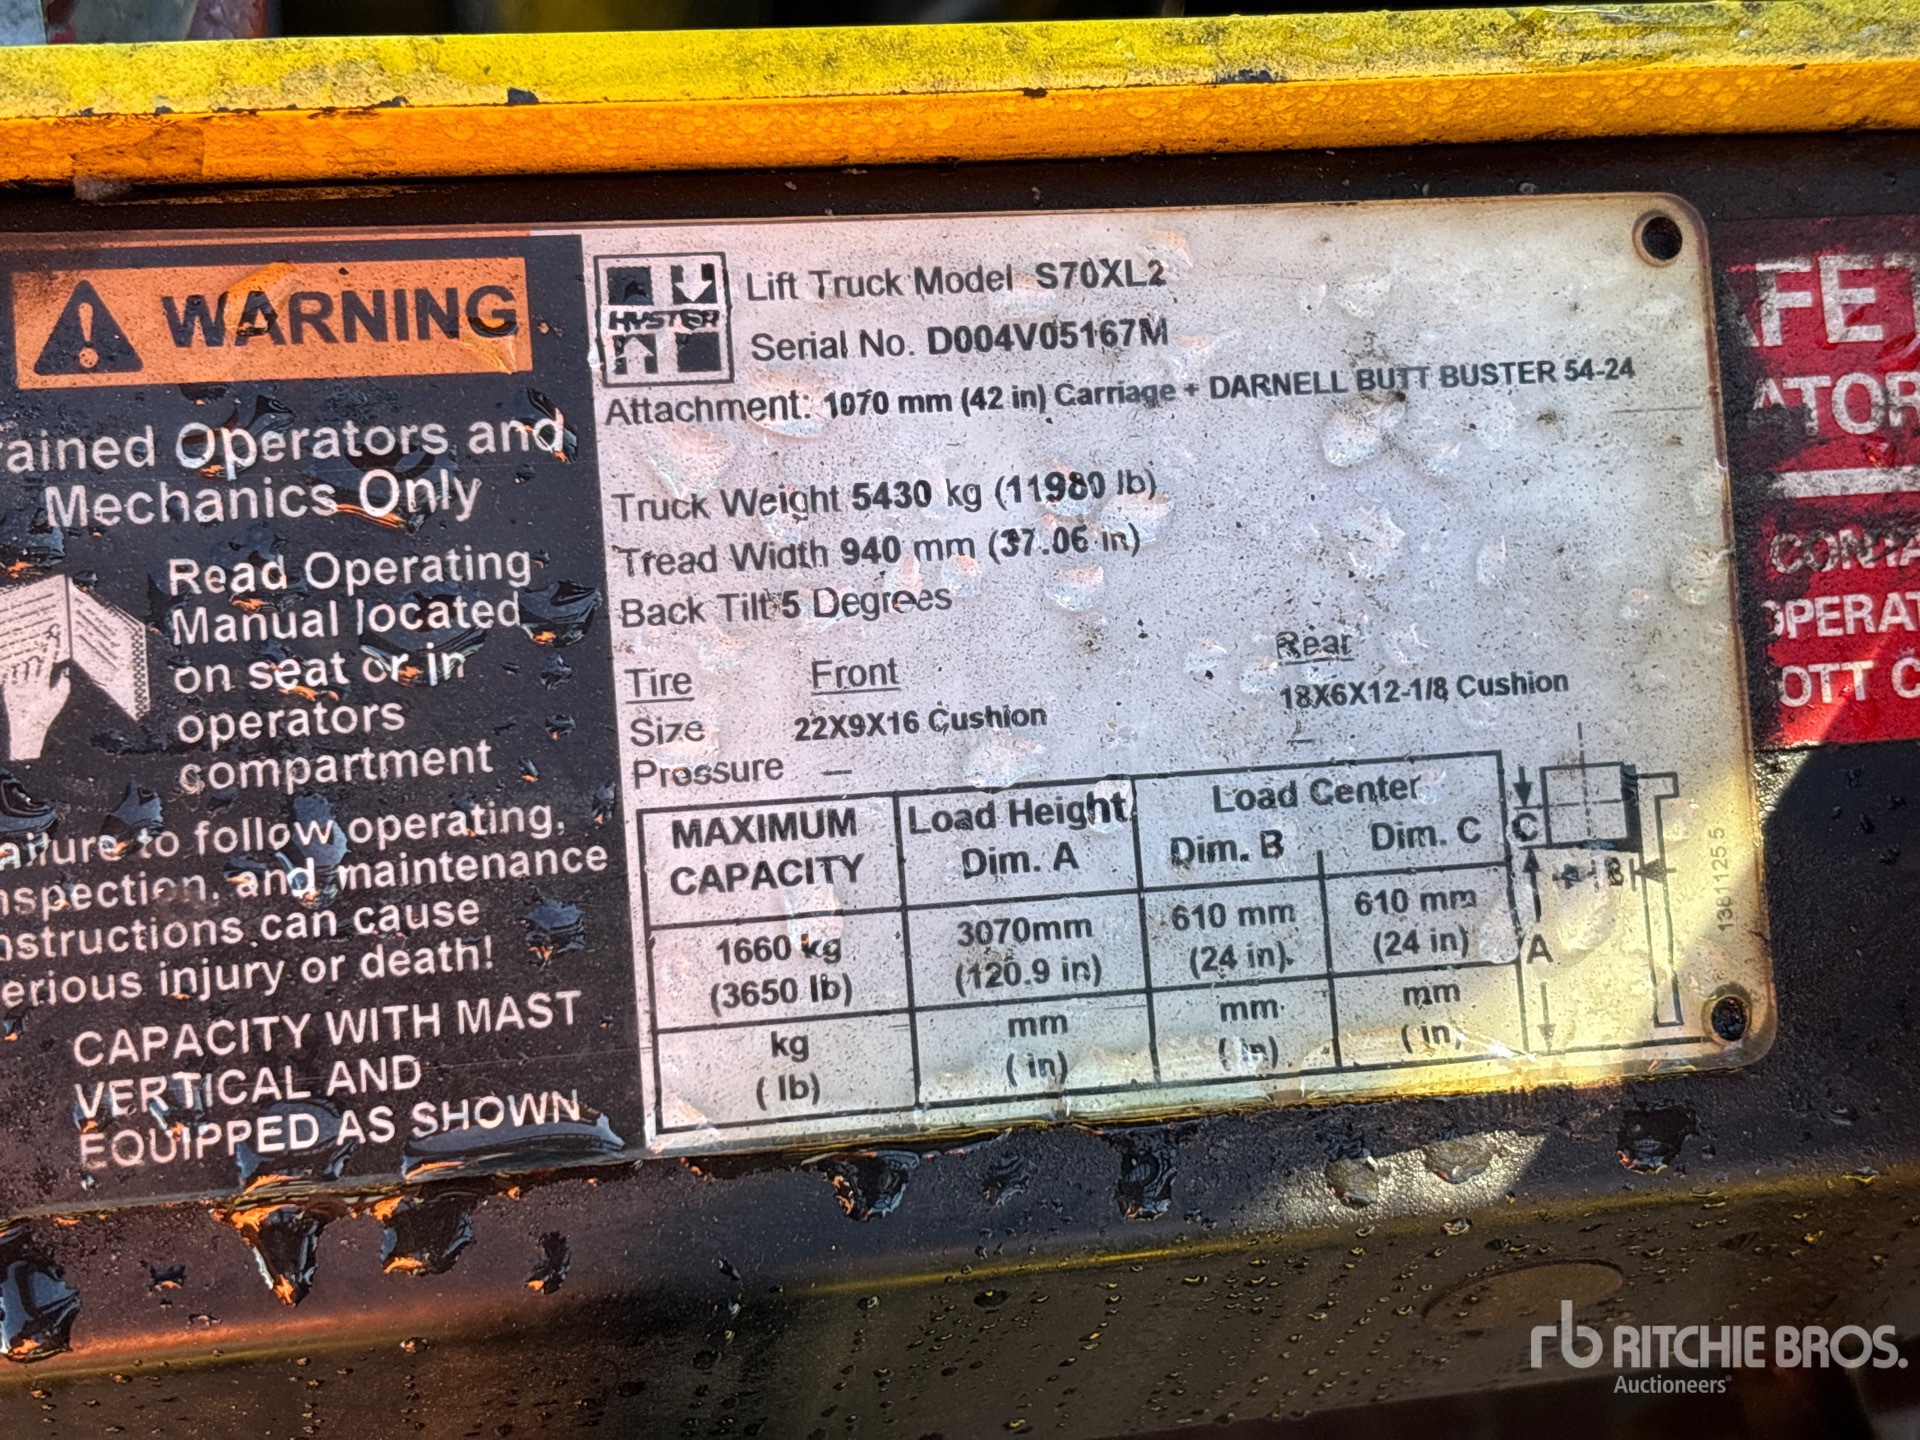 WARNING
ained Operators and
Mechanics Only
Read Operating
Manual located
on seat or in
operators
compartment
ailure to follow operating,
nspection, and maintenance
nstructions can cause
erious injury or death!
CAPACITY WITH MAST
VERTICAL AND
EQUIPPED AS SHOWN
HYSTER
Lift Truck Model S70XL2
Serial No. D004V05167M
Attachment: 1070 mm (42 in) Carriage + DARNELL BUTT BUSTER 54-24
Truck Weight 5430 kg (11980 lb)
Tread Width 940 mm (37.06 in)
Back Tilt 5 Degrees
Tire Front Rear
Size 22X9X16 Cushion 18X6X12-1/8 Cushion
Pressure — —
MAXIMUM CAPACITY
Load Height Dim. A
Load Center
Dim. B Dim. C
1660 kg 3070mm 610 mm 610 mm
(3650 lb) (120.9 in) (24 in) (24 in)
kg mm mm mm
( lb) ( in) ( in) ( in)
C
B
A
13811255
AFET
ATOR
CONTA
OPERAT
OTT C
rb RITCHIE BROS.
Auctioneers